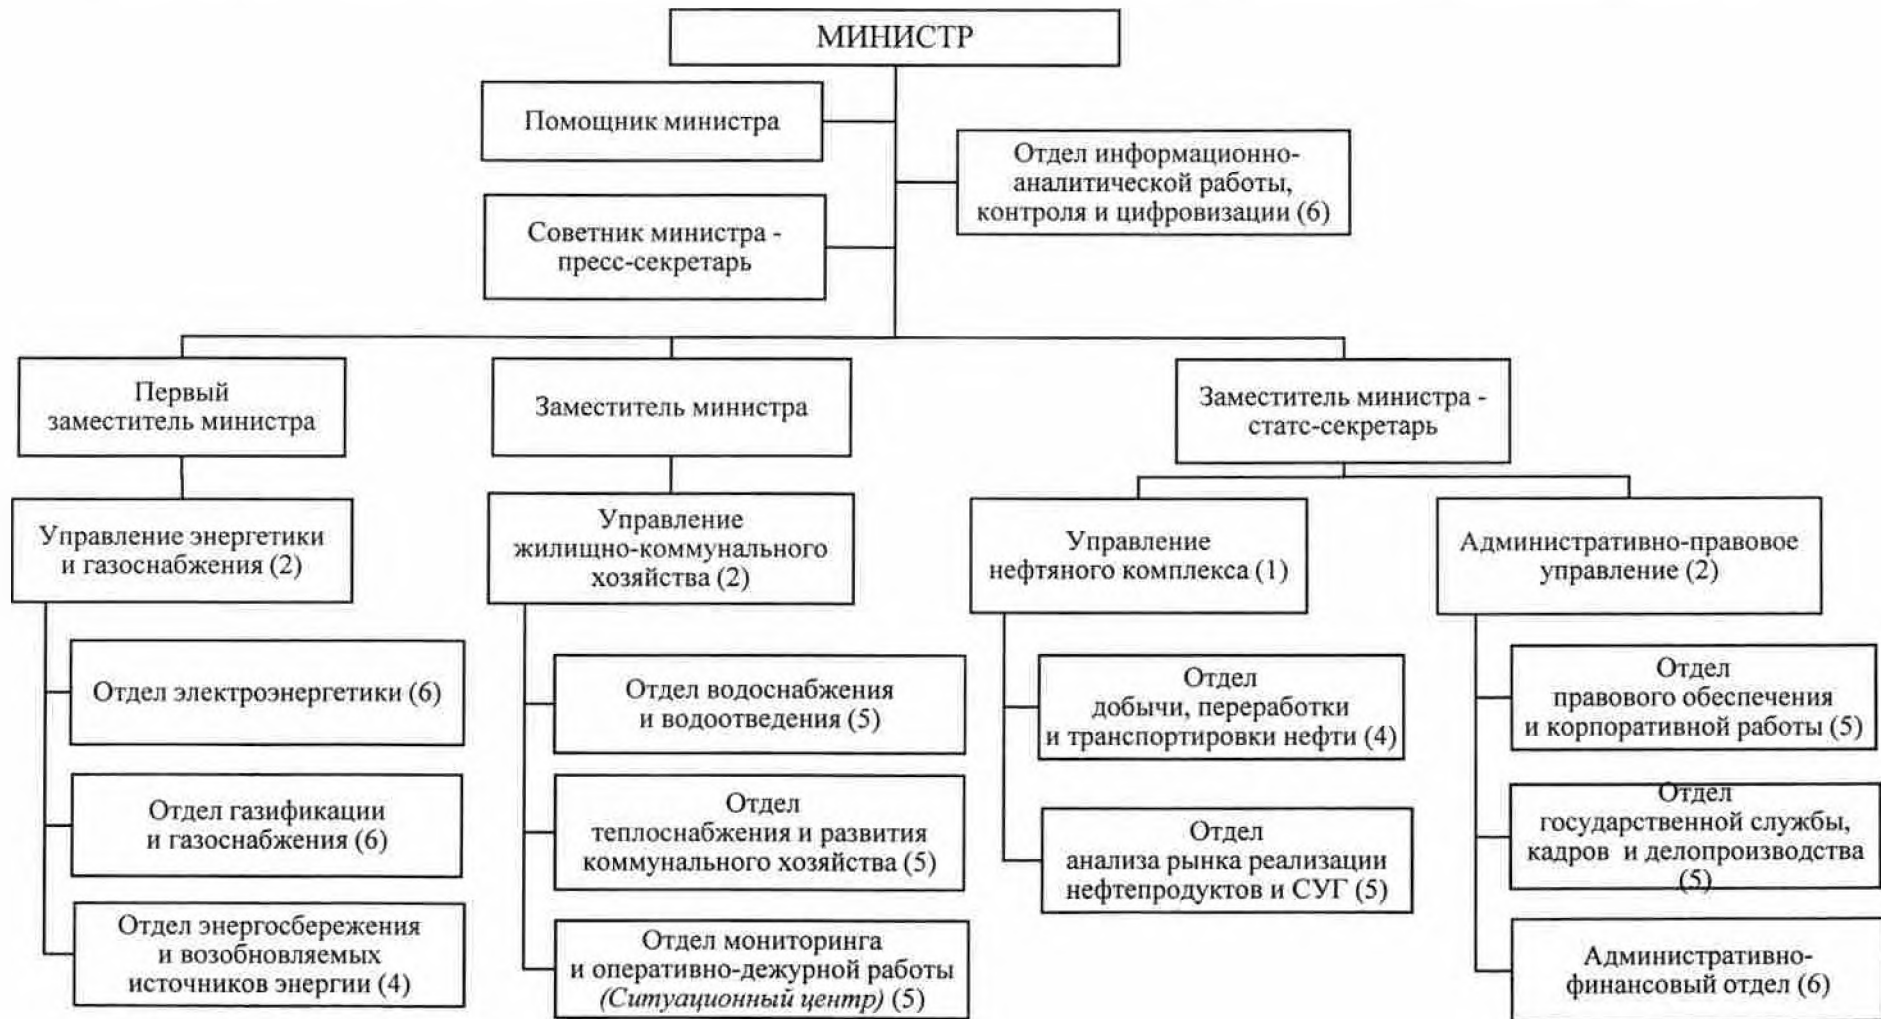 МИНИСТР
Помощник министра
Отдел информационно-
аналитической работы,
контроля и цифровизации (6)
Советник министра -
пресс-секретарь
Первый
заместитель министра
Заместитель министра
Заместитель министра -
статс-секретарь
Управление энергетики
и газоснабжения (2)
Управление
жилищно-коммунального
хозяйства (2)
Управление
нефтяного комплекса (1)
Административно-правовое
управление (2)
Отдел электроэнергетики (6)
Отдел водоснабжения
и водоотведения (5)
Отдел
добычи, переработки
и транспортировки нефти (4)
Отдел
правового обеспечения
и корпоративной работы (5)
Отдел газификации
и газоснабжения (6)
Отдел
теплоснабжения и развития
коммунального хозяйства (5)
Отдел
анализа рынка реализации
нефтепродуктов и СУГ (5)
Отдел
государственной службы,
кадров и делопроизводства
(5)
Отдел энергосбережения
и возобновляемых
источников энергии (4)
Отдел мониторинга
и оперативно-дежурной работы
(Ситуационный центр) (5)
Административно-
финансовый отдел (6)